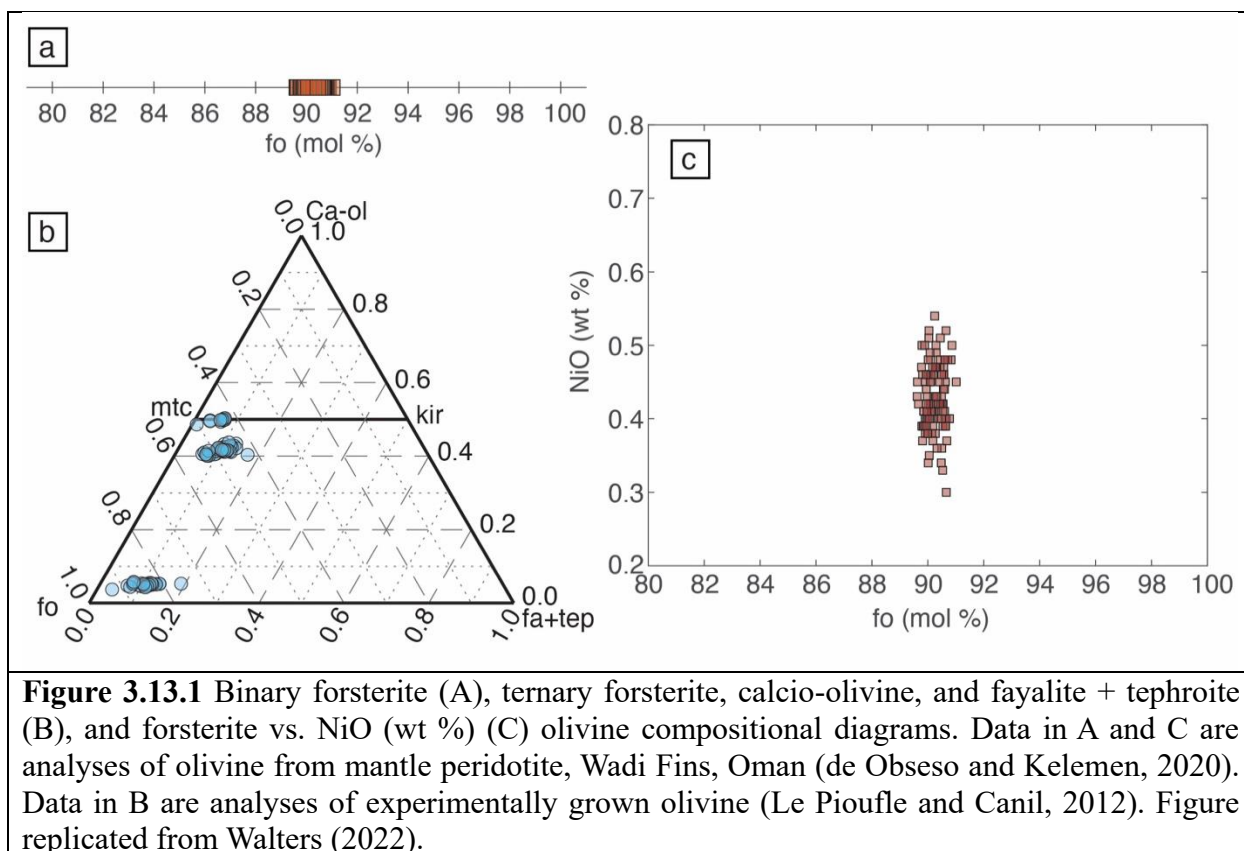 a
80 82 84 86 88 90 92 94 96 98 100
fo (mol %)
b
0.0 Ca-ol
1.0
0.2 0.8
0.4 0.6
mtc kir
0.6 0.4
0.8 0.2
1.0 0.0
fo fa+tep
0.0 0.2 0.4 0.6 0.8 1.0
c
0.8
0.7
0.6
0.5
0.4
0.3
0.2
NiO (wt %)
80 82 84 86 88 90 92 94 96 98 100
fo (mol %)
Figure 3.13.1 Binary forsterite (A), ternary forsterite, calcio-olivine, and fayalite + tephroite
(B), and forsterite vs. NiO (wt %) (C) olivine compositional diagrams. Data in A and C are
analyses of olivine from mantle peridotite, Wadi Fins, Oman (de Obseso and Kelemen, 2020).
Data in B are analyses of experimentally grown olivine (Le Pioufle and Canil, 2012). Figure
replicated from Walters (2022).